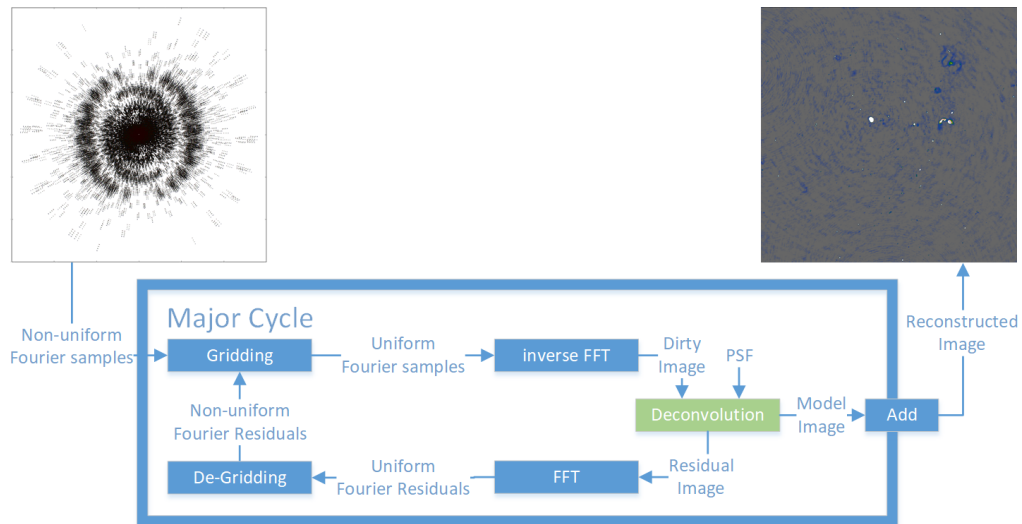 Major Cycle
Non-uniform
Fourier samples
Gridding
Uniform
Fourier samples
inverse FFT
Dirty
Image
PSF
Reconstructed
Image
Deconvolution
Model
Image
Add
Non-uniform
Fourier Residuals
De-Gridding
Uniform
Fourier Residuals
FFT
Residual
Image